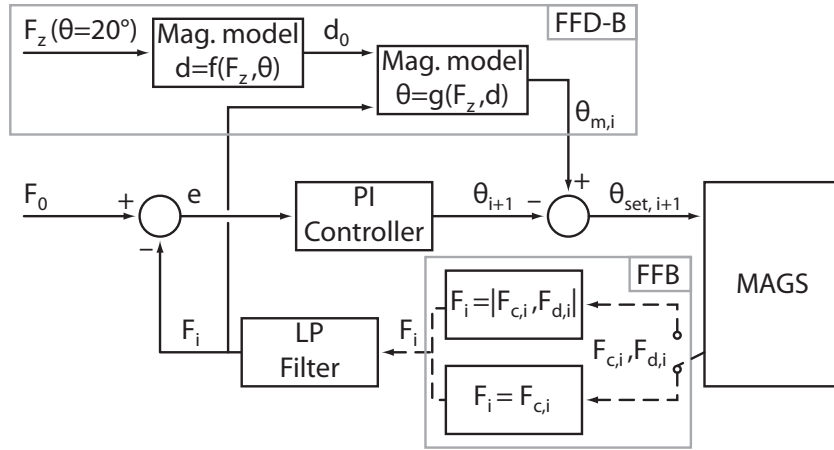 FFD-B
F_z (θ=20°)
Mag. model
d=f(F_z,θ)
d_0
Mag. model
θ=g(F_z,d)
θ_m,i
F_0
+
−
e
PI
Controller
θ_i+1
−
+
θ_set, i+1
MAGS
FFB
F_i =|F_c,i,F_d,i|
F_c,i,F_d,i
F_i = F_c,i
F_i
LP
Filter
F_i